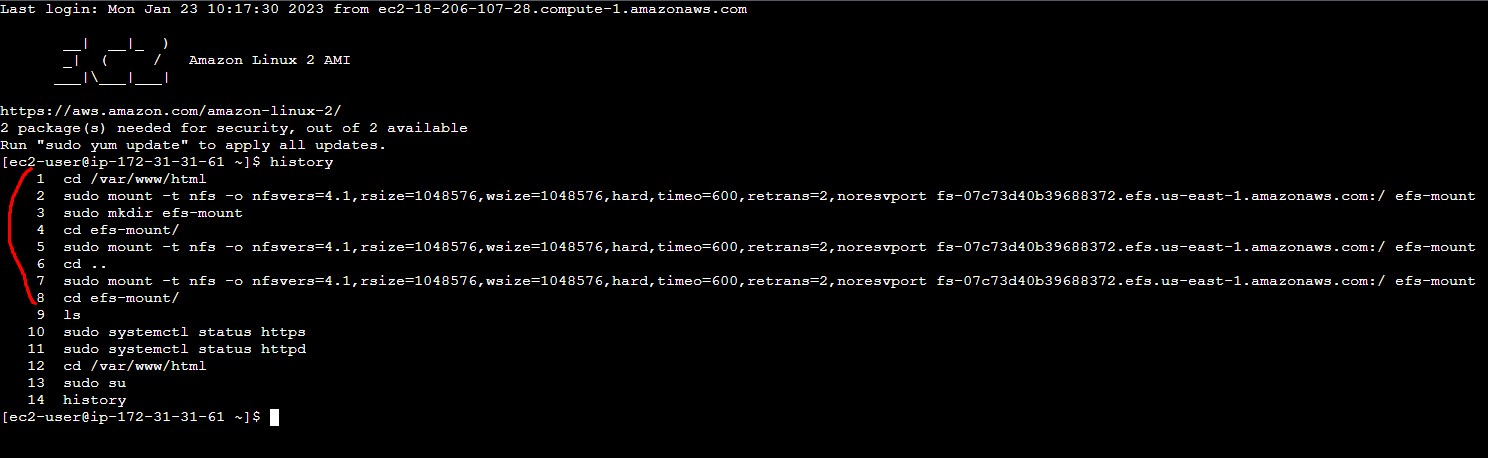 Last login: Mon Jan 23 10:17:30 2023 from ec2-18-206-107-28.compute-1.amazonaws.com
       __|  __|_  )
       _|  (     /   Amazon Linux 2 AMI
      ___|\___|___|
https://aws.amazon.com/amazon-linux-2/
2 package(s) needed for security, out of 2 available
Run "sudo yum update" to apply all updates.
[ec2-user@ip-172-31-31-61 ~]$ history
    1  cd /var/www/html
    2  sudo mount -t nfs -o nfsvers=4.1,rsize=1048576,wsize=1048576,hard,timeo=600,retrans=2,noresvport fs-07c73d40b39688372.efs.us-east-1.amazonaws.com:/ efs-mount
    3  sudo mkdir efs-mount
    4  cd efs-mount/
    5  sudo mount -t nfs -o nfsvers=4.1,rsize=1048576,wsize=1048576,hard,timeo=600,retrans=2,noresvport fs-07c73d40b39688372.efs.us-east-1.amazonaws.com:/ efs-mount
    6  cd ..
    7  sudo mount -t nfs -o nfsvers=4.1,rsize=1048576,wsize=1048576,hard,timeo=600,retrans=2,noresvport fs-07c73d40b39688372.efs.us-east-1.amazonaws.com:/ efs-mount
    8  cd efs-mount/
    9  ls
   10  sudo systemctl status https
   11  sudo systemctl status httpd
   12  cd /var/www/html
   13  sudo su
   14  history
[ec2-user@ip-172-31-31-61 ~]$